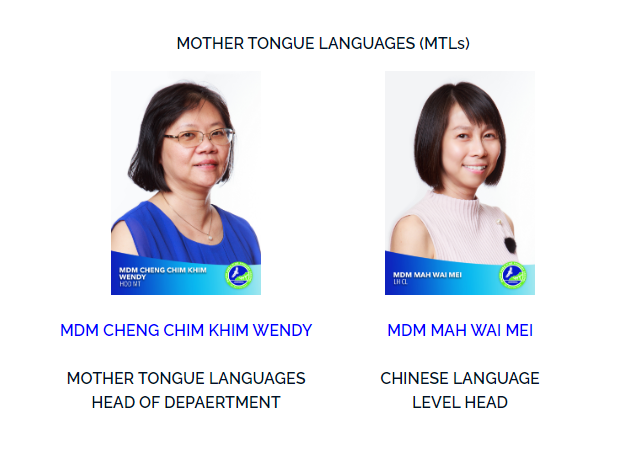 MOTHER TONGUE LANGUAGES (MTLs)
MDM CHENG CHIM KHIM
WENDY
HOD MT
MDM MAH WAI MEI
LH CL
MDM CHENG CHIM KHIM WENDY
MDM MAH WAI MEI
MOTHER TONGUE LANGUAGES
HEAD OF DEPAERTMENT
CHINESE LANGUAGE
LEVEL HEAD